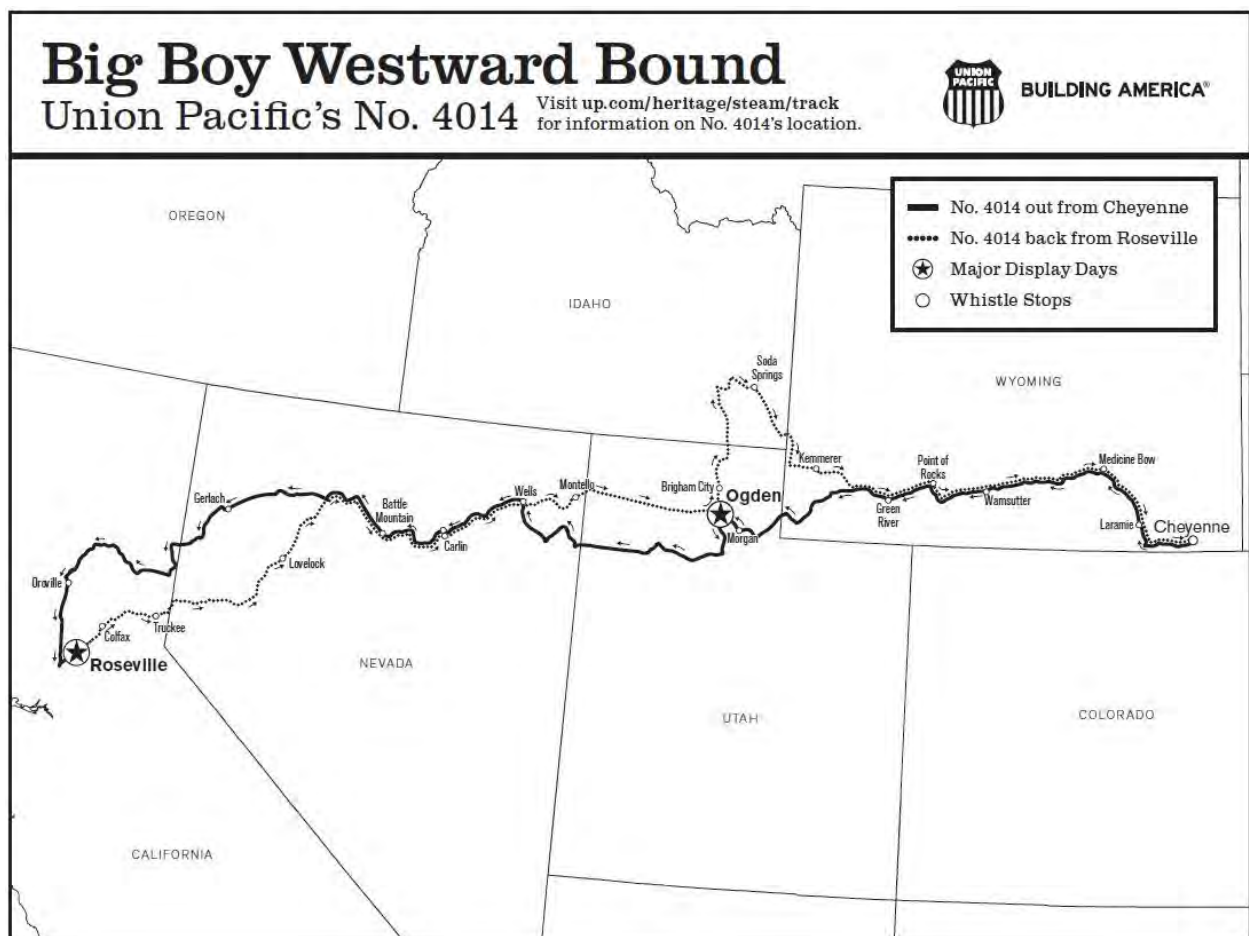 Big Boy Westward Bound
Union Pacific's No. 4014
Visit up.com/heritage/steam/track
for information on No. 4014's location.
UNION
PACIFIC
BUILDING AMERICA®
No. 4014 out from Cheyenne
No. 4014 back from Roseville
Major Display Days
Whistle Stops
OREGON
IDAHO
WYOMING
Soda
Springs
Kemmerer
Point of
Rocks
Medicine Bow
Gerlach
Battle
Mountain
Wells
Montello
Brigham City
Ogden
Green
River
Wamsutter
Laramie
Cheyenne
Carlin
Morgan
Oroville
Lovelock
Colfax
Truckee
Roseville
NEVADA
UTAH
COLORADO
CALIFORNIA